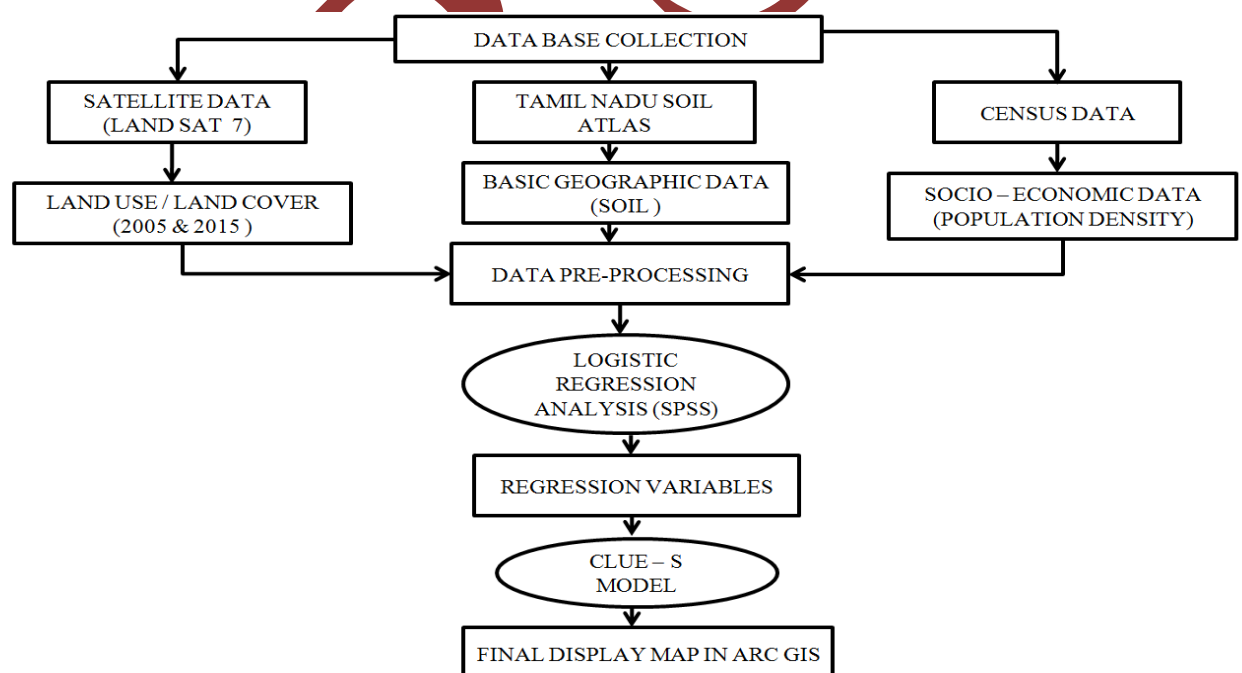 DATA BASE COLLECTION
SATELLITE DATA
(LAND SAT 7)
TAMIL NADU SOIL
ATLAS
CENSUS DATA
LAND USE / LAND COVER
(2005 & 2015 )
BASIC GEOGRAPHIC DATA
(SOIL )
SOCIO – ECONOMIC DATA
(POPULATION DENSITY)
DATA PRE-PROCESSING
LOGISTIC
REGRESSION
ANALYSIS (SPSS)
REGRESSION VARIABLES
CLUE – S
MODEL
FINAL DISPLAY MAP IN ARC GIS